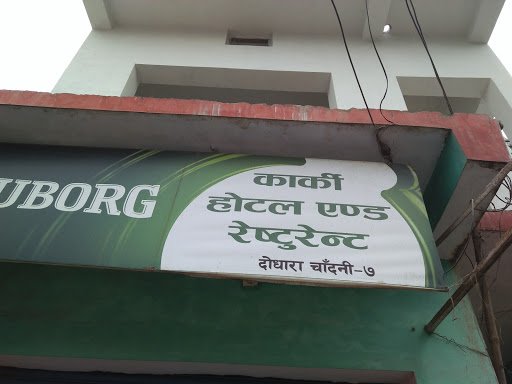 UBORG
कार्की
होटल एण्ड
रेष्टुरेन्ट
दोधारा चाँदनी-७